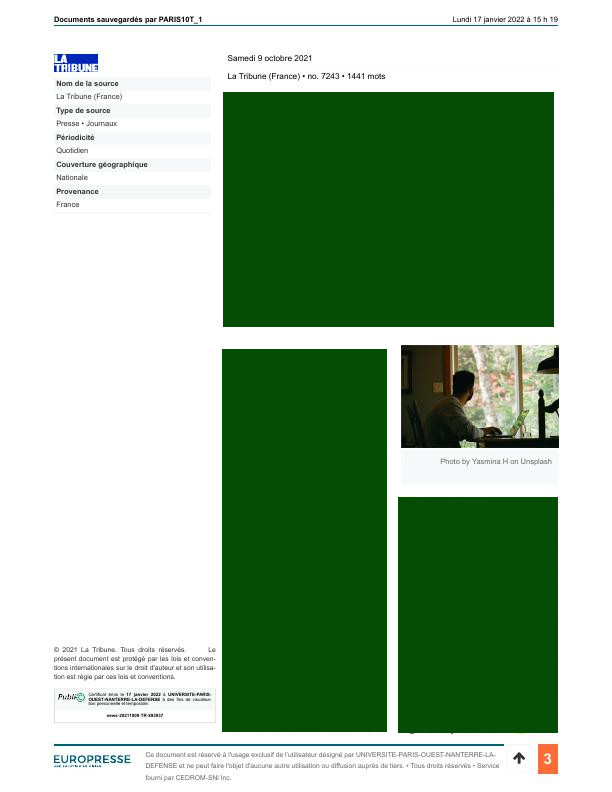 Documents sauvegardés par PARIS10T_1
Lundi 17 janvier 2022 à 15 h 19
LA
TRIBUNE
Nom de la source
La Tribune (France)
Type de source
Presse • Journaux
Périodicité
Quotidien
Couverture géographique
Nationale
Provenance
France
Samedi 9 octobre 2021
La Tribune (France) • no. 7243 • 1441 mots
Photo by Yasmina H on Unsplash
© 2021 La Tribune. Tous droits réservés. Le
présent document est protégé par les lois et conven-
tions internationales sur le droit d'auteur et son utilisa-
tion est régie par ces lois et conventions.
Public©
Certificat émis le 17 janvier 2022 à UNIVERSITE-PARIS-
OUEST-NANTERRE-LA-DEFENSE à des fins de visualisa-
tion personnelle et temporaire.
news·20211009·TR·893837
EUROPRESSE
Ce document est réservé à l'usage exclusif de l'utilisateur désigné par UNIVERSITE-PARIS-OUEST-NANTERRE-LA-
DEFENSE et ne peut faire l'objet d'aucune autre utilisation ou diffusion auprès de tiers. • Tous droits réservés • Service
fourni par CEDROM-SNi Inc.
3